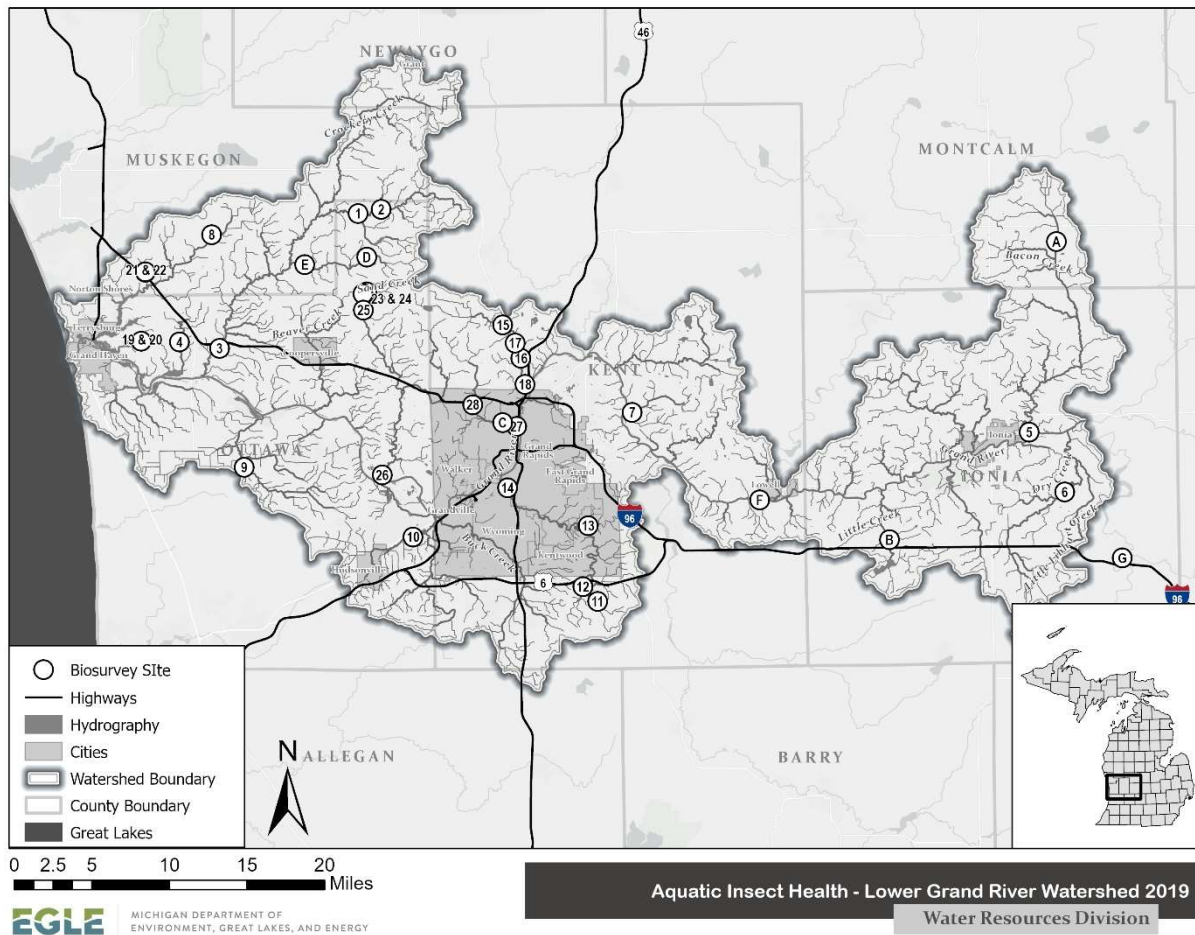 46
NEWAYGO
Grant
Crockery Creek
MUSKEGON
MONTCALM
1
2
8
A
Bacon Creek
E
D
21 & 22
Norton Shores
Sand Creek
23 & 24
25
Ferrysburg
Beaver Creek
15
19 & 20
4
3
17
Grand Haven
Coopersville
16
KENT
18
28
7
C
27
5
Ionia
OTTAWA
Grand River
Grand Rapids
Grand River
9
Walker
East Grand Rapids
IONIA
26
Dry Creek
14
Lowell
6
Grandville
F
96
Little Creek
13
Wyoming
10
B
Buck Creek
Kentwood
Hudsonville
G
6
12
11
96
Biosurvey SIte
Highways
Hydrography
Cities
Watershed Boundary
County Boundary
Great Lakes
N
ALLEGAN
BARRY
0 2.5 5 10 15 20
Miles
Aquatic Insect Health - Lower Grand River Watershed 2019
Water Resources Division
EGLE
MICHIGAN DEPARTMENT OF
ENVIRONMENT, GREAT LAKES, AND ENERGY